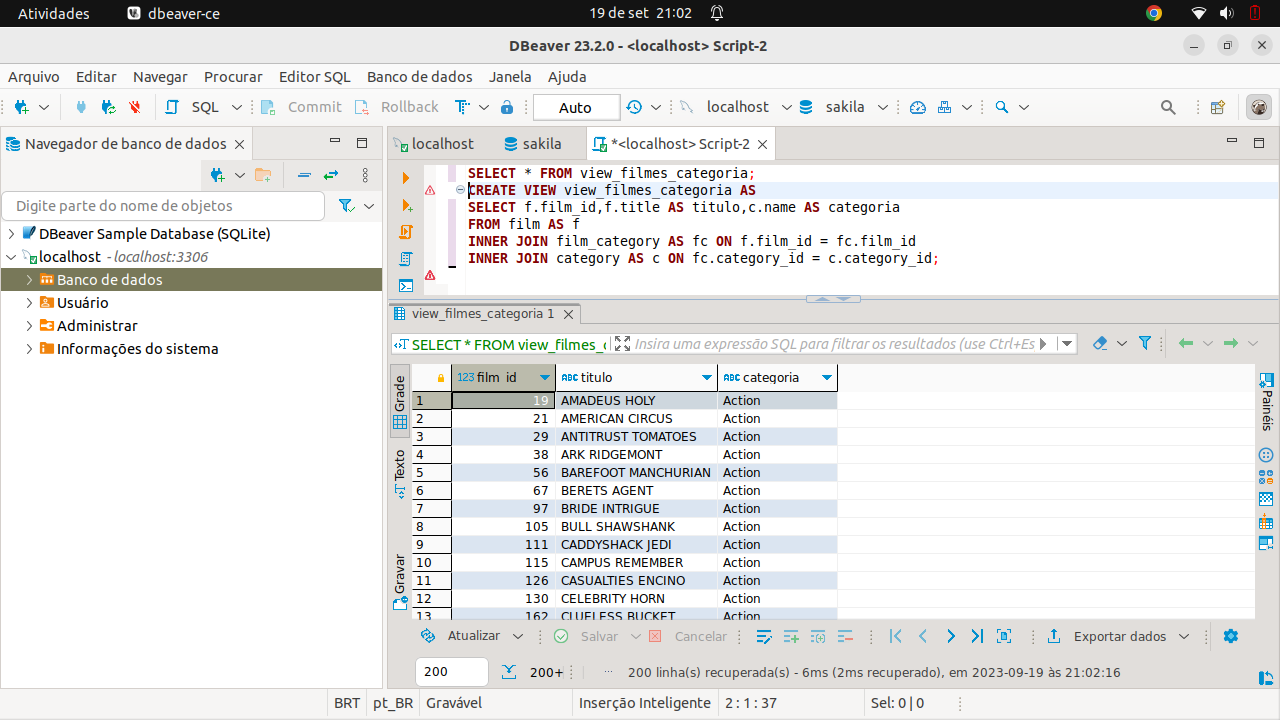 Atividades dbeaver-ce 19 de set 21:02
DBeaver 23.2.0 - <localhost> Script-2
Arquivo Editar Navegar Procurar Editor SQL Banco de dados Janela Ajuda
SQL Commit Rollback Auto localhost sakila
Navegador de banco de dados
Digite parte do nome de objetos
DBeaver Sample Database (SQLite)
localhost - localhost:3306
Banco de dados
Usuário
Administrar
Informações do sistema
localhost sakila *<localhost> Script-2
SELECT * FROM view_filmes_categoria;
CREATE VIEW view_filmes_categoria AS
SELECT f.film_id,f.title AS titulo,c.name AS categoria
FROM film AS f
INNER JOIN film_category AS fc ON f.film_id = fc.film_id
INNER JOIN category AS c ON fc.category_id = c.category_id;
view_filmes_categoria 1
SELECT * FROM view_filmes_c Insira uma expressão SQL para filtrar os resultados (use Ctrl+Es
Grade
Texto
Gravar
123 film_id ABC titulo ABC categoria
1 19 AMADEUS HOLY Action
2 21 AMERICAN CIRCUS Action
3 29 ANTITRUST TOMATOES Action
4 38 ARK RIDGEMONT Action
5 56 BAREFOOT MANCHURIAN Action
6 67 BERETS AGENT Action
7 97 BRIDE INTRIGUE Action
8 105 BULL SHAWSHANK Action
9 111 CADDYSHACK JEDI Action
10 115 CAMPUS REMEMBER Action
11 126 CASUALTIES ENCINO Action
12 130 CELEBRITY HORN Action
13 162 CLUELESS BUCKET Action
Painéis
Atualizar Salvar Cancelar Exportar dados
200 200+ ... 200 linha(s) recuperada(s) - 6ms (2ms recuperado), em 2023-09-19 às 21:02:16
BRT pt_BR Gravável Inserção Inteligente 2 : 1 : 37 Sel: 0 | 0